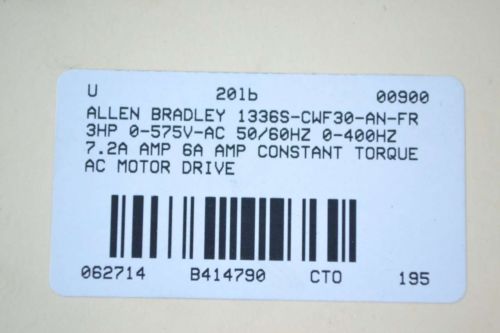 U 201b 00900
ALLEN BRADLEY 1336S-CWF30-AN-FR
3HP 0-575V-AC 50/60HZ 0-400HZ
7.2A AMP 6A AMP CONSTANT TORQUE
AC MOTOR DRIVE
062714 B414790 CTO 195